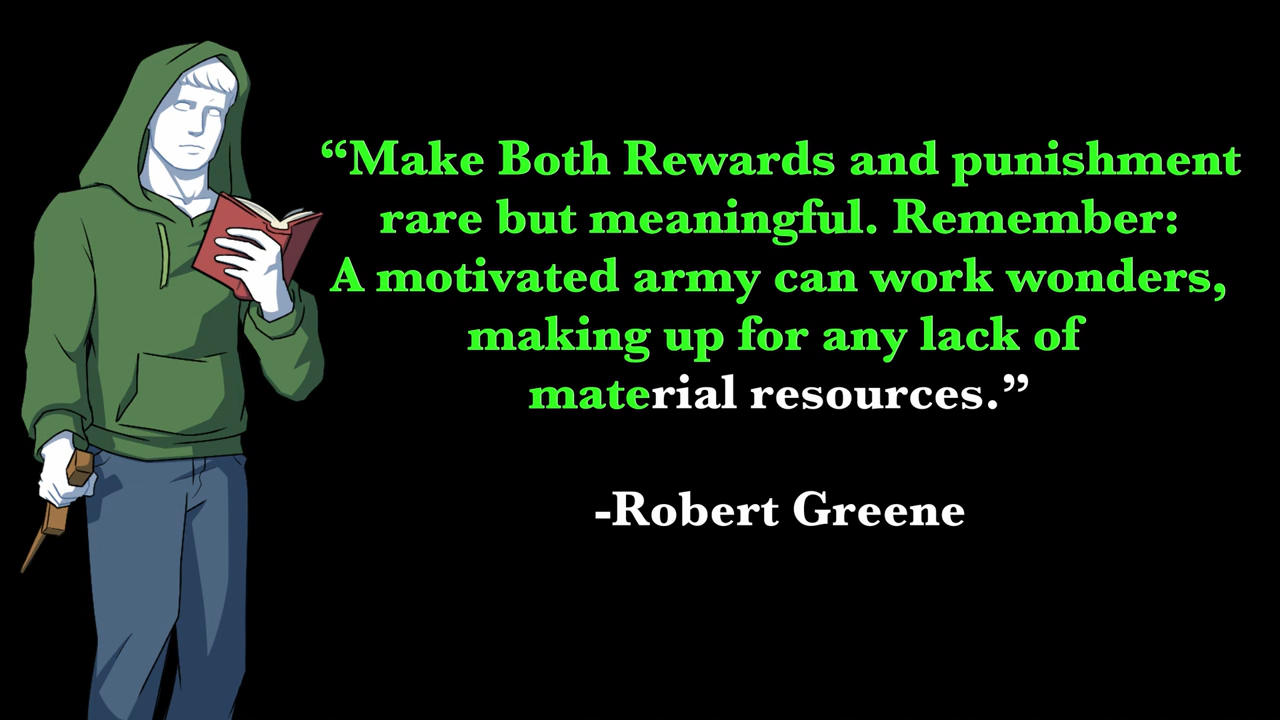 “Make Both Rewards and punishment
rare but meaningful. Remember:
A motivated army can work wonders,
making up for any lack of
material resources.”
-Robert Greene